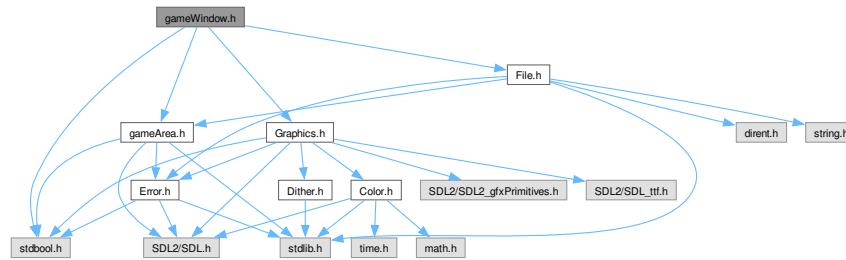 gameWindow.h
File.h
gameArea.h
Graphics.h
dirent.h
string.h
Error.h
Dither.h
Color.h
SDL2/SDL2_gfxPrimitives.h
SDL2/SDL_ttf.h
stdbool.h
SDL2/SDL.h
stdlib.h
time.h
math.h